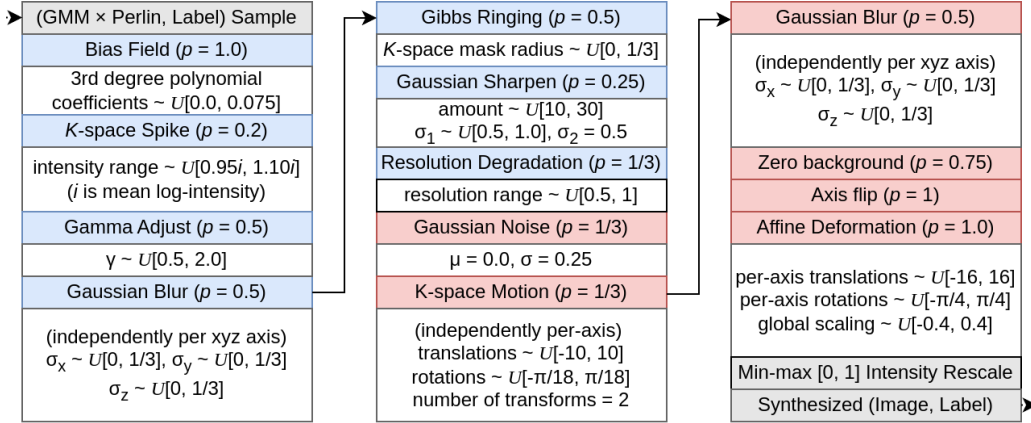 (GMM × Perlin, Label) Sample
Bias Field (p = 1.0)
3rd degree polynomial
coefficients ~ U[0.0, 0.075]
K-space Spike (p = 0.2)
intensity range ~ U[0.95i, 1.10i]
(i is mean log-intensity)
Gamma Adjust (p = 0.5)
γ ~ U[0.5, 2.0]
Gaussian Blur (p = 0.5)
(independently per xyz axis)
σx ~ U[0, 1/3], σy ~ U[0, 1/3]
σz ~ U[0, 1/3]
Gibbs Ringing (p = 0.5)
K-space mask radius ~ U[0, 1/3]
Gaussian Sharpen (p = 0.25)
amount ~ U[10, 30]
σ1 ~ U[0.5, 1.0], σ2 = 0.5
Resolution Degradation (p = 1/3)
resolution range ~ U[0.5, 1]
Gaussian Noise (p = 1/3)
μ = 0.0, σ = 0.25
K-space Motion (p = 1/3)
(independently per-axis)
translations ~ U[-10, 10]
rotations ~ U[-π/18, π/18]
number of transforms = 2
Gaussian Blur (p = 0.5)
(independently per xyz axis)
σx ~ U[0, 1/3], σy ~ U[0, 1/3]
σz ~ U[0, 1/3]
Zero background (p = 0.75)
Axis flip (p = 1)
Affine Deformation (p = 1.0)
per-axis translations ~ U[-16, 16]
per-axis rotations ~ U[-π/4, π/4]
global scaling ~ U[-0.4, 0.4]
Min-max [0, 1] Intensity Rescale
Synthesized (Image, Label)